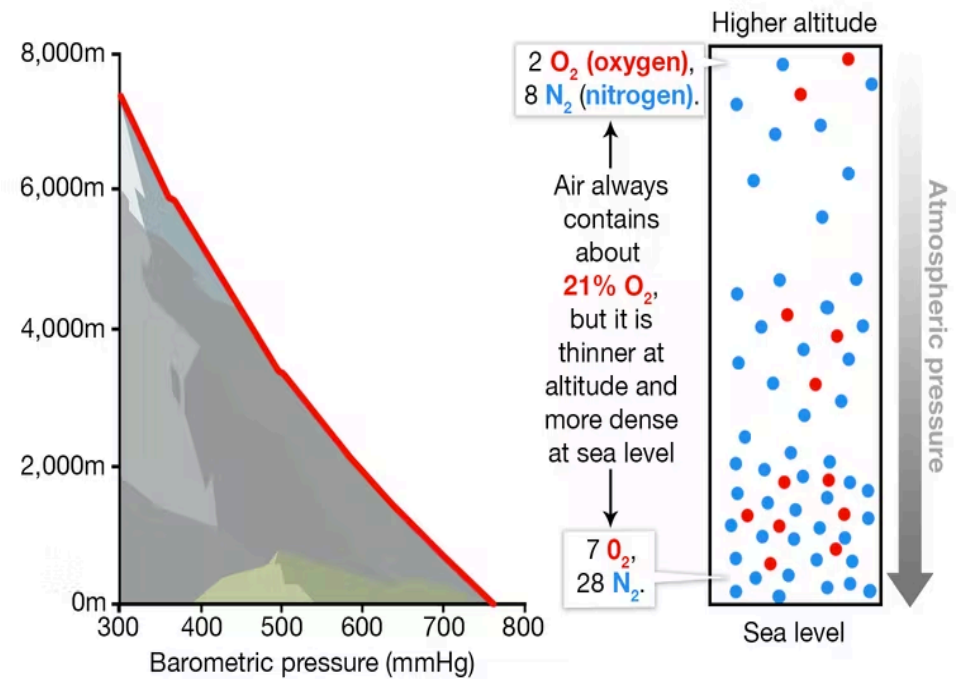 8,000m
6,000m
4,000m
2,000m
0m
300 400 500 600 700 800
Barometric pressure (mmHg)
2 O₂ (oxygen),
8 N₂ (nitrogen).
Air always
contains
about
21% O₂,
but it is
thinner at
altitude and
more dense
at sea level
7 0₂,
28 N₂.
Higher altitude
Sea level
Atmospheric pressure